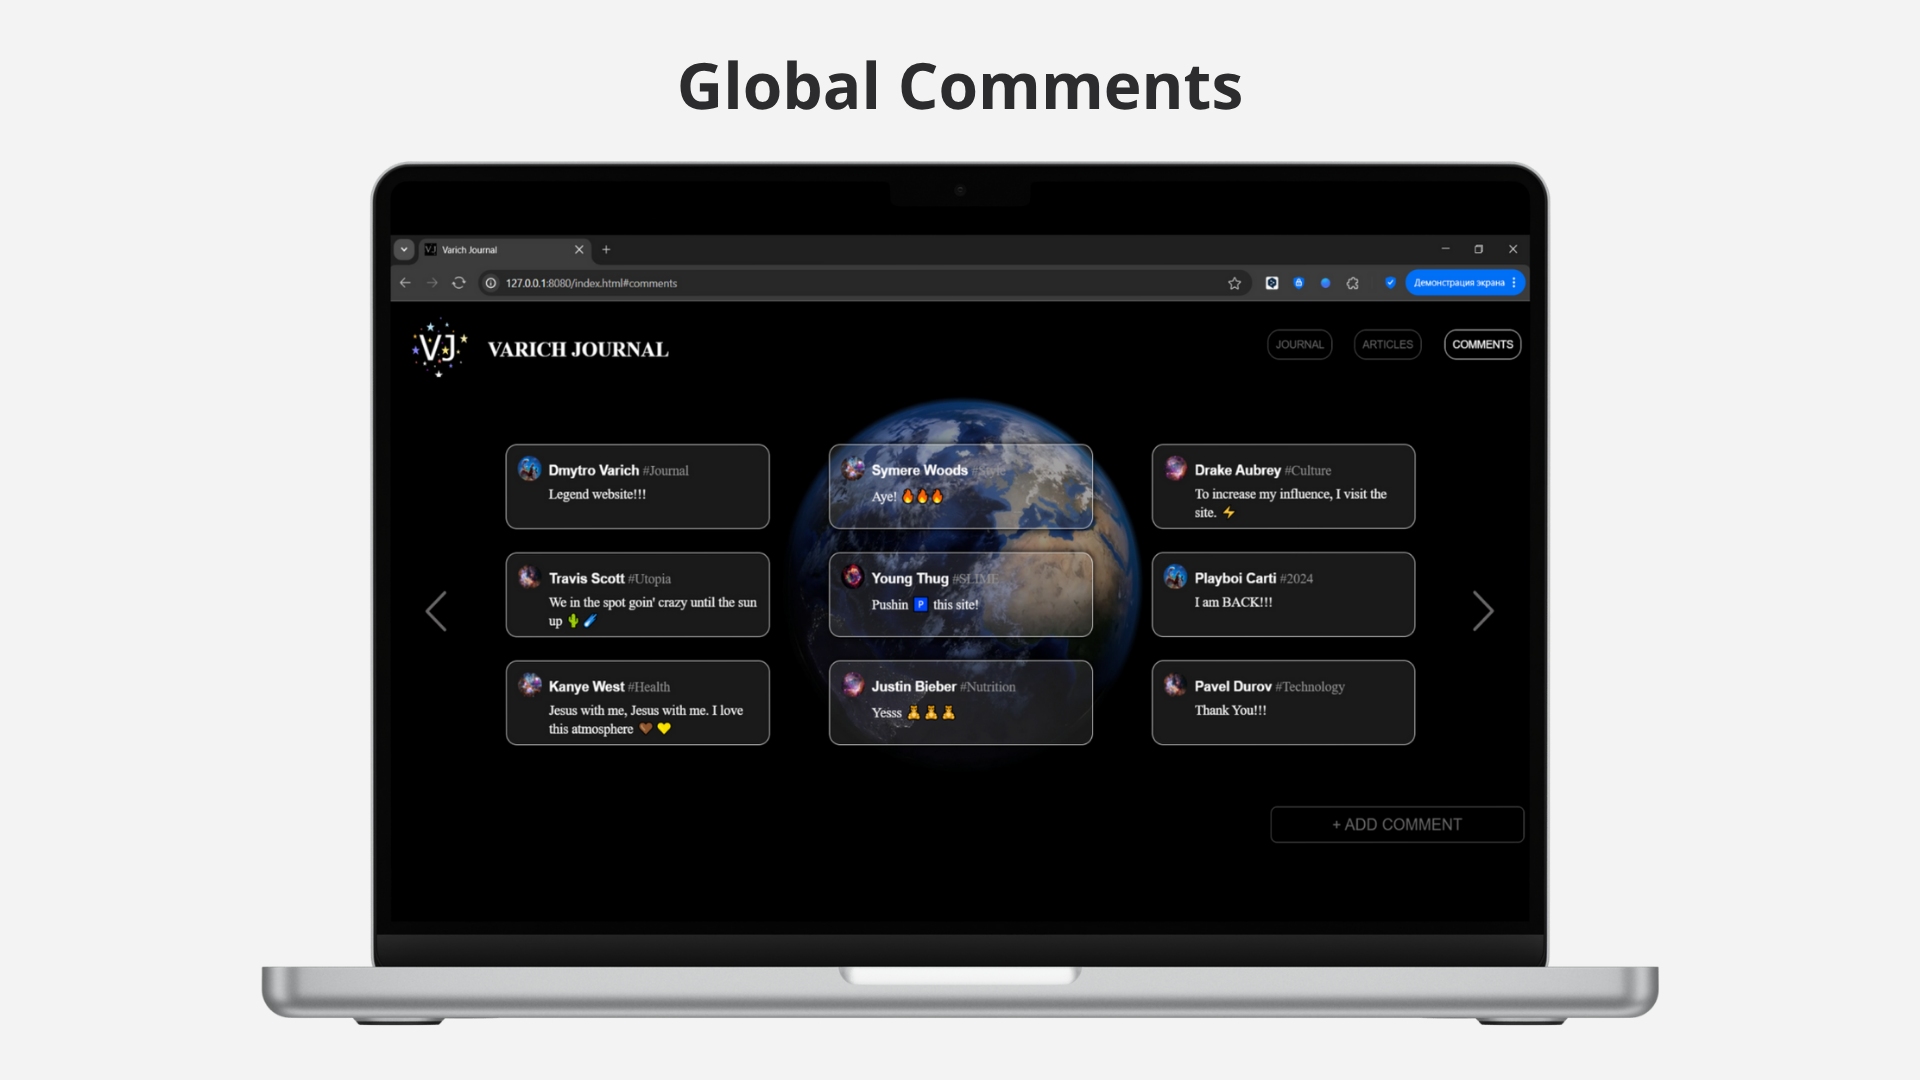 Global Comments
VJ Varich Journal
127.0.0.1:8080/index.html#comments
Демонстрация экрана
VJ
VARICH JOURNAL
JOURNAL
ARTICLES
COMMENTS
Dmytro Varich #Journal
Legend website!!!
Symere Woods
Aye! 🔥🔥🔥
Drake Aubrey #Culture
To increase my influence, I visit the
site. ⚡
Travis Scott #Utopia
We in the spot goin' crazy until the sun
up 🌵 ☄️
Young Thug #SLIME
Pushin 🅿️ this site!
Playboi Carti #2024
I am BACK!!!
Kanye West #Health
Jesus with me, Jesus with me. I love
this atmosphere 🤎 💛
Justin Bieber #Nutrition
Yesss 🧸 🧸 🧸
Pavel Durov #Technology
Thank You!!!
+ ADD COMMENT